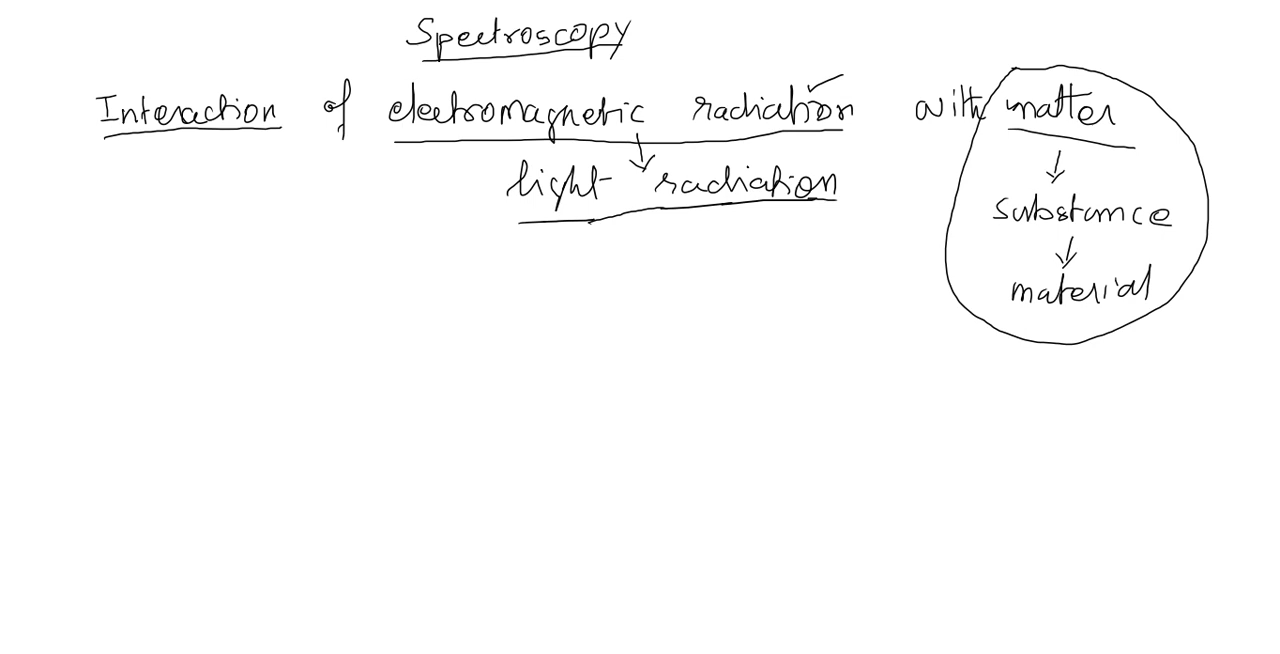 Spectroscopy
Interaction of electromagnetic radiation with matter
light radiation
substance
material